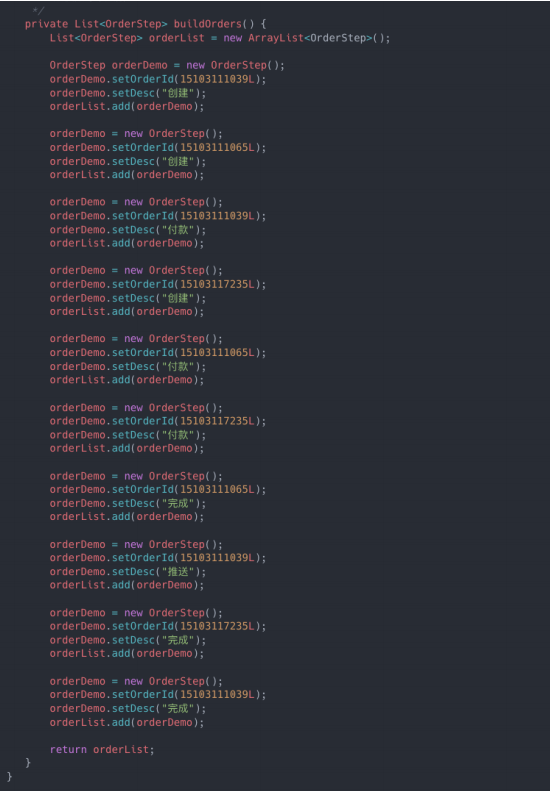 */
private List<OrderStep> buildOrders() {
List<OrderStep> orderList = new ArrayList<OrderStep>();
OrderStep orderDemo = new OrderStep();
orderDemo.setOrderId(15103111039L);
orderDemo.setDesc("创建");
orderList.add(orderDemo);
orderDemo = new OrderStep();
orderDemo.setOrderId(15103111065L);
orderDemo.setDesc("创建");
orderList.add(orderDemo);
orderDemo = new OrderStep();
orderDemo.setOrderId(15103111039L);
orderDemo.setDesc("付款");
orderList.add(orderDemo);
orderDemo = new OrderStep();
orderDemo.setOrderId(15103117235L);
orderDemo.setDesc("创建");
orderList.add(orderDemo);
orderDemo = new OrderStep();
orderDemo.setOrderId(15103111065L);
orderDemo.setDesc("付款");
orderList.add(orderDemo);
orderDemo = new OrderStep();
orderDemo.setOrderId(15103117235L);
orderDemo.setDesc("付款");
orderList.add(orderDemo);
orderDemo = new OrderStep();
orderDemo.setOrderId(15103111065L);
orderDemo.setDesc("完成");
orderList.add(orderDemo);
orderDemo = new OrderStep();
orderDemo.setOrderId(15103111039L);
orderDemo.setDesc("推送");
orderList.add(orderDemo);
orderDemo = new OrderStep();
orderDemo.setOrderId(15103117235L);
orderDemo.setDesc("完成");
orderList.add(orderDemo);
orderDemo = new OrderStep();
orderDemo.setOrderId(15103111039L);
orderDemo.setDesc("完成");
orderList.add(orderDemo);
return orderList;
}
}